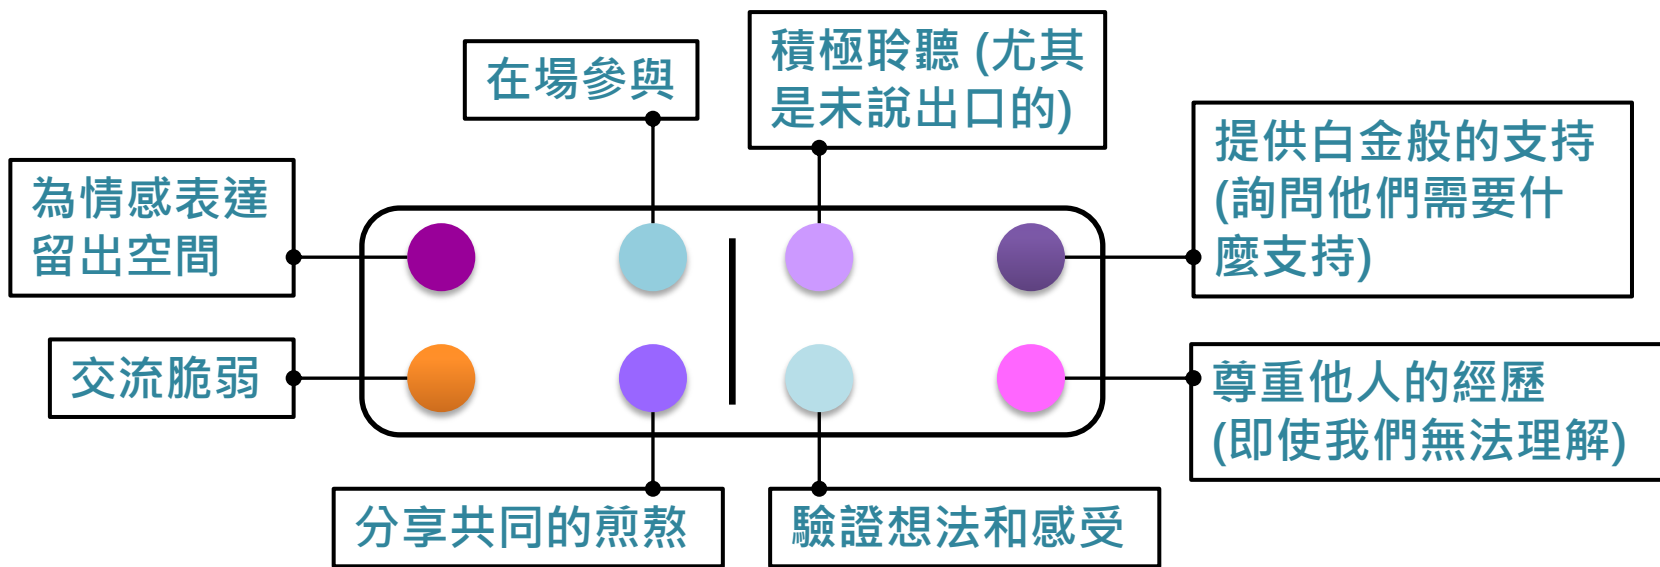 在場參與
積極聆聽 (尤其
是未說出口的)
為情感表達
留出空間
提供白金般的支持
(詢問他們需要什
麼支持)
交流脆弱
尊重他人的經歷
(即使我們無法理解)
分享共同的煎熬
驗證想法和感受